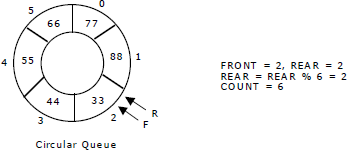 5
0
66
77
4
55
88
1
44
33
3
2
F
R
FRONT = 2, REAR = 2
REAR = REAR % 6 = 2
COUNT = 6
Circular Queue